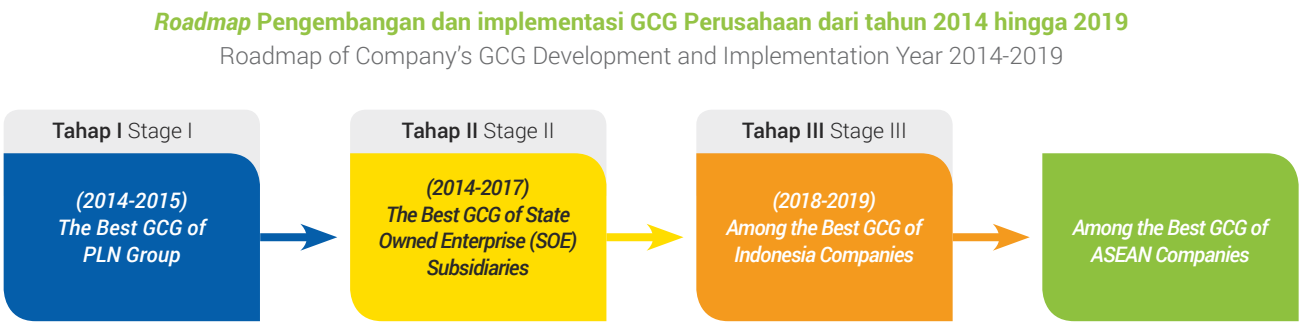 Roadmap Pengembangan dan implementasi GCG Perusahaan dari tahun 2014 hingga 2019
Roadmap of Company's GCG Development and Implementation Year 2014-2019
Tahap I Stage I
(2014-2015)
The Best GCG of
PLN Group
Tahap II Stage II
(2014-2017)
The Best GCG of State
Owned Enterprise (SOE)
Subsidiaries
Tahap III Stage III
(2018-2019)
Among the Best GCG of
Indonesia Companies
Among the Best GCG of
ASEAN Companies